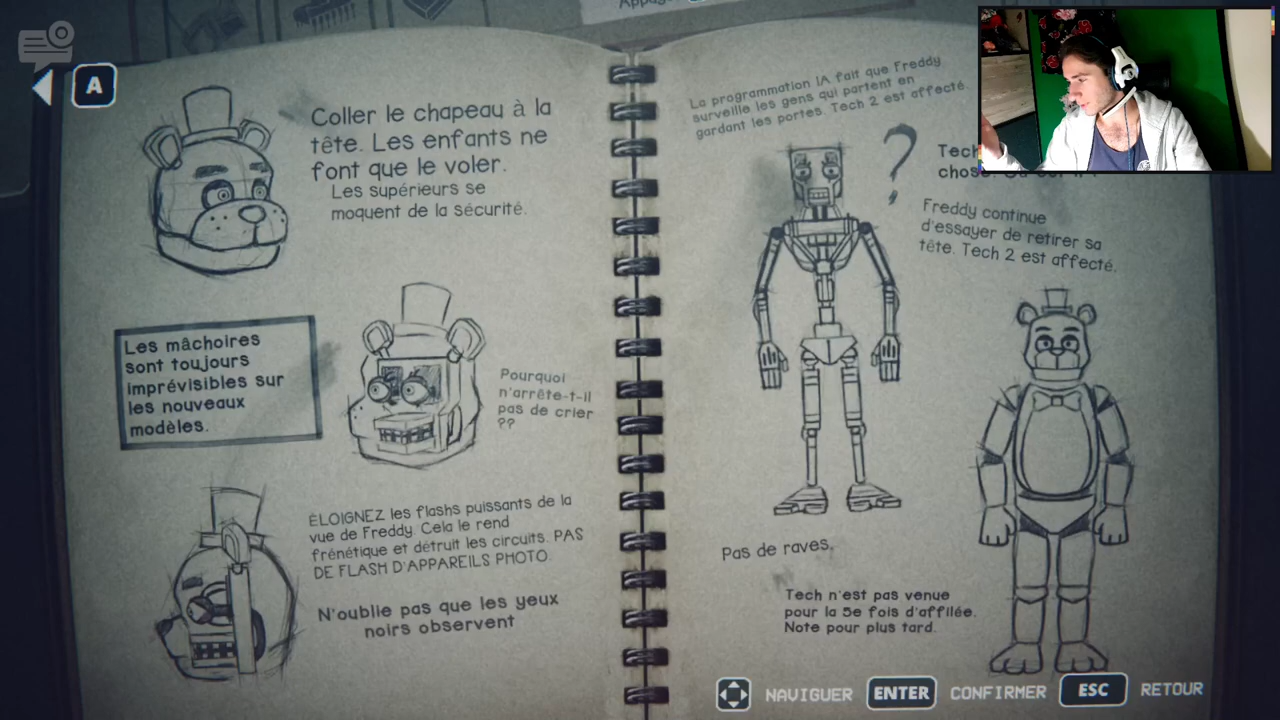 A
Coller le chapeau à la
tête. Les enfants ne
font que le voler.
Les supérieurs se
moquent de la sécurité.
Les mâchoires
sont toujours
imprévisibles sur
les nouveaux
modèles.
Pourquoi
n'arrête-t-il
pas de crier
??
ÉLOIGNEZ les flashs puissants de la
vue de Freddy. Cela le rend
frénétique et détruit les circuits. PAS
DE FLASH D'APPAREILS PHOTO.
N'oublie pas que les yeux
noirs observent
La programmation IA fait que Freddy
surveille les gens qui partent en
gardant les portes. Tech 2 est affecté.
?
Tech
Freddy continue
d'essayer de retirer sa
tête. Tech 2 est affecté.
Pas de raves.
Tech n'est pas venue
pour la 5e fois d'affilée.
Note pour plus tard.
NAVIGUER ENTER CONFIRMER ESC RETOUR